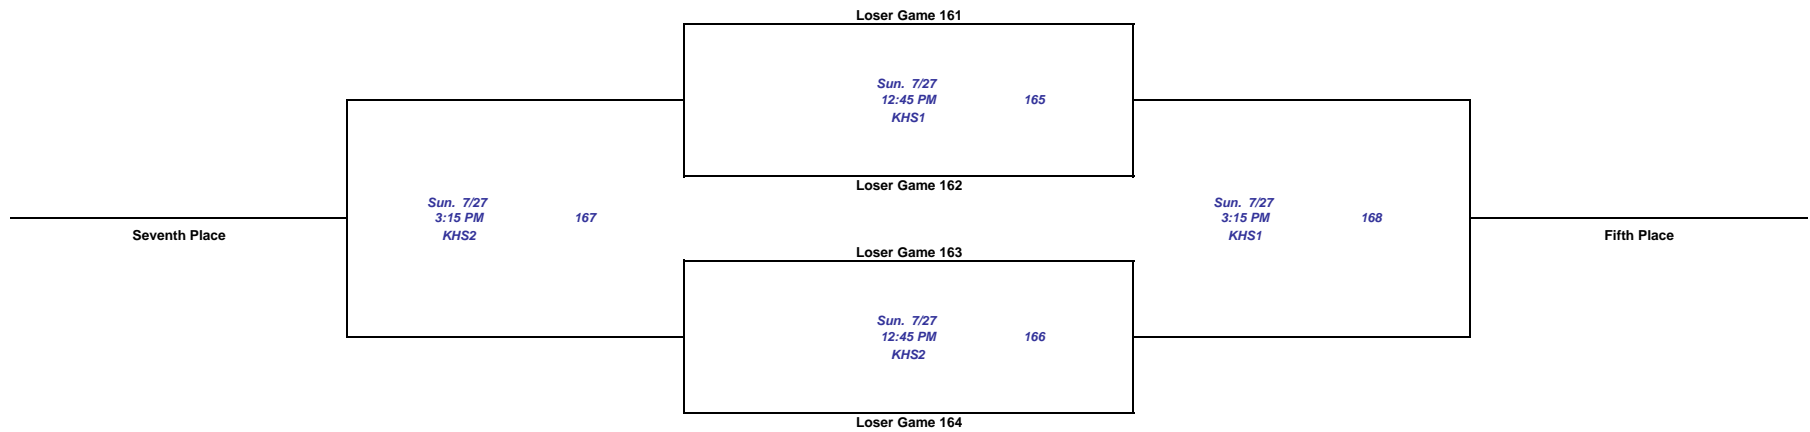 Loser Game 161
Sun. 7/27
12:45 PM 165
KHS1
Loser Game 162
Sun. 7/27
3:15 PM 167
KHS2
Seventh Place
Sun. 7/27
3:15 PM 168
KHS1
Fifth Place
Loser Game 163
Sun. 7/27
12:45 PM 166
KHS2
Loser Game 164